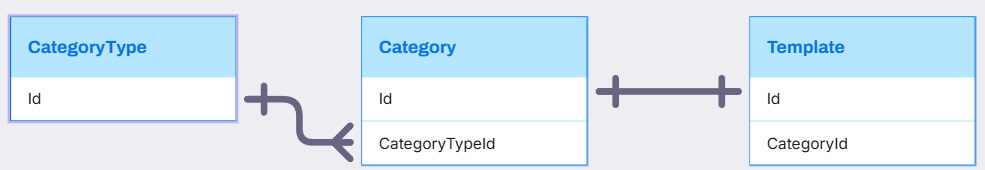 CategoryType
Id
Category
Id
CategoryTypeId
Template
Id
CategoryId